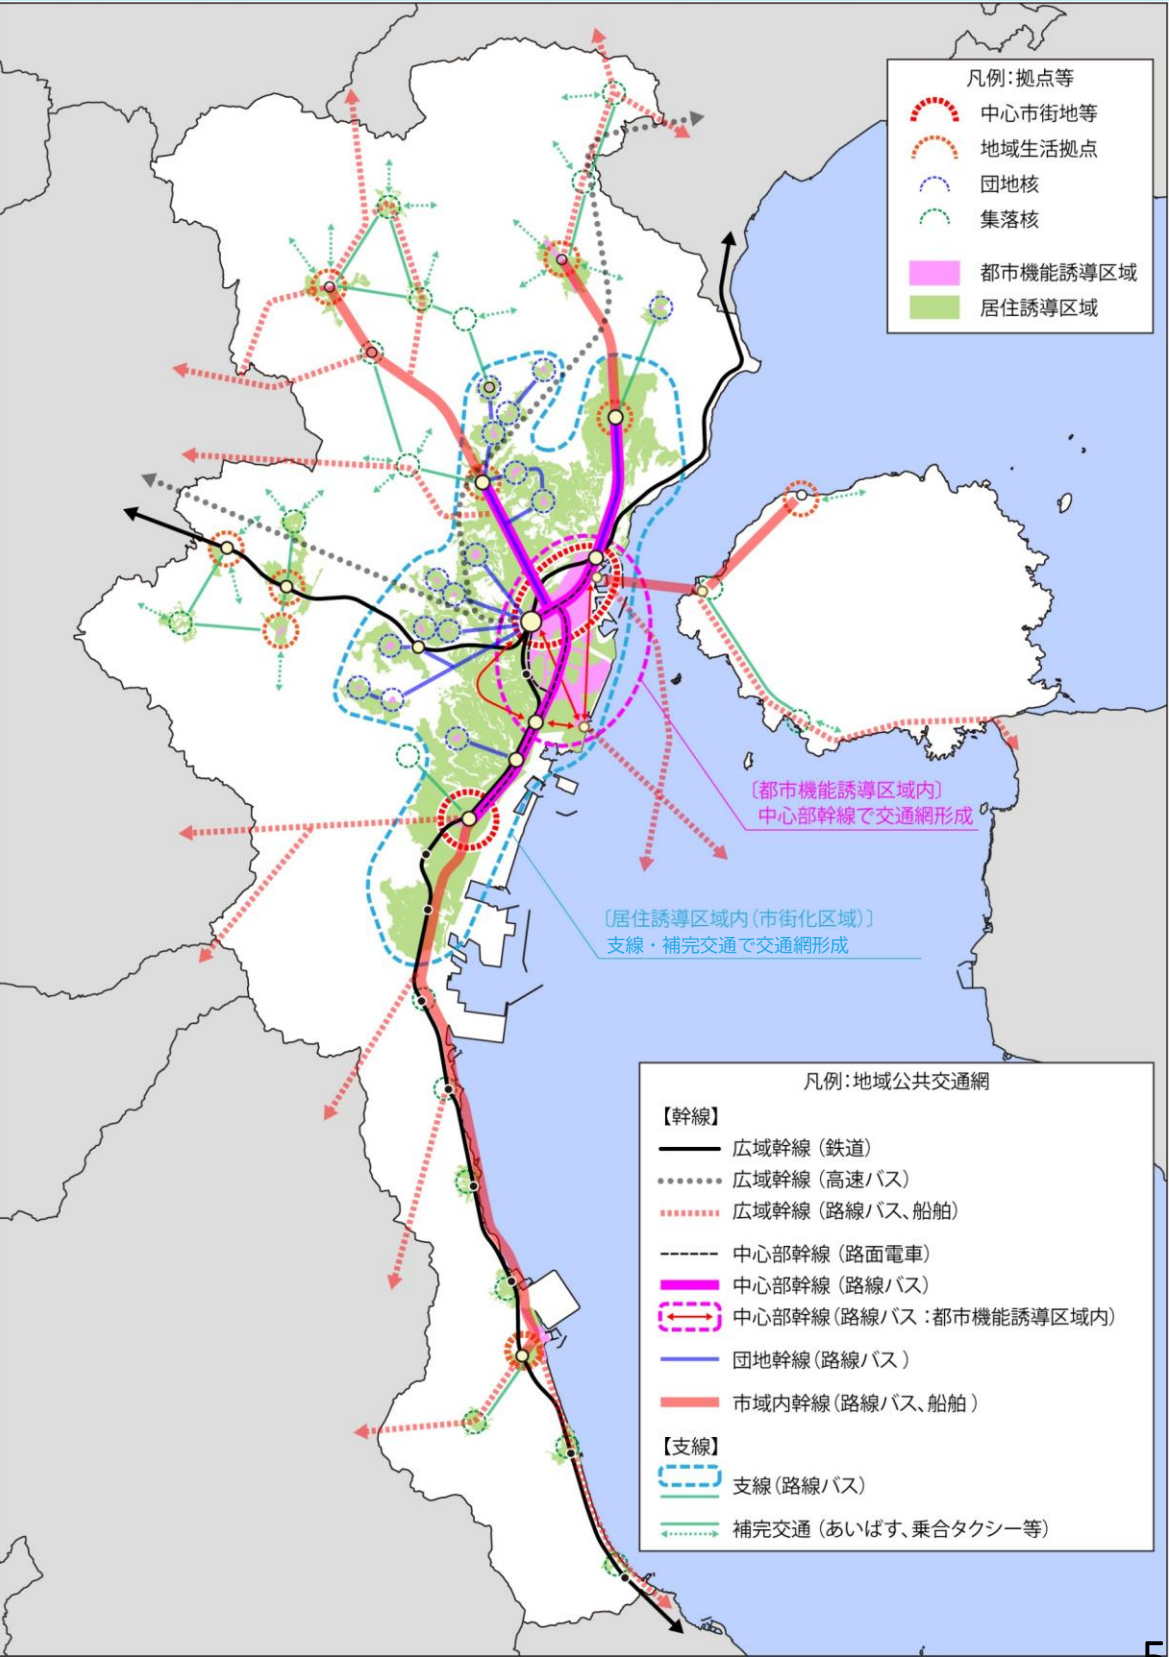 凡例：拠点等
中心市街地等
地域生活拠点
団地核
集落核
都市機能誘導区域
居住誘導区域
〔都市機能誘導区域内〕
中心部幹線で交通網形成
〔居住誘導区域内（市街化区域）〕
支線・補完交通で交通網形成
凡例：地域公共交通網
【幹線】
広域幹線（鉄道）
広域幹線（高速バス）
広域幹線（路線バス、船舶）
中心部幹線（路面電車）
中心部幹線（路線バス）
中心部幹線（路線バス：都市機能誘導区域内）
団地幹線（路線バス）
市域内幹線（路線バス、船舶）
【支線】
支線（路線バス）
補完交通（あいばす、乗合タクシー等）
5